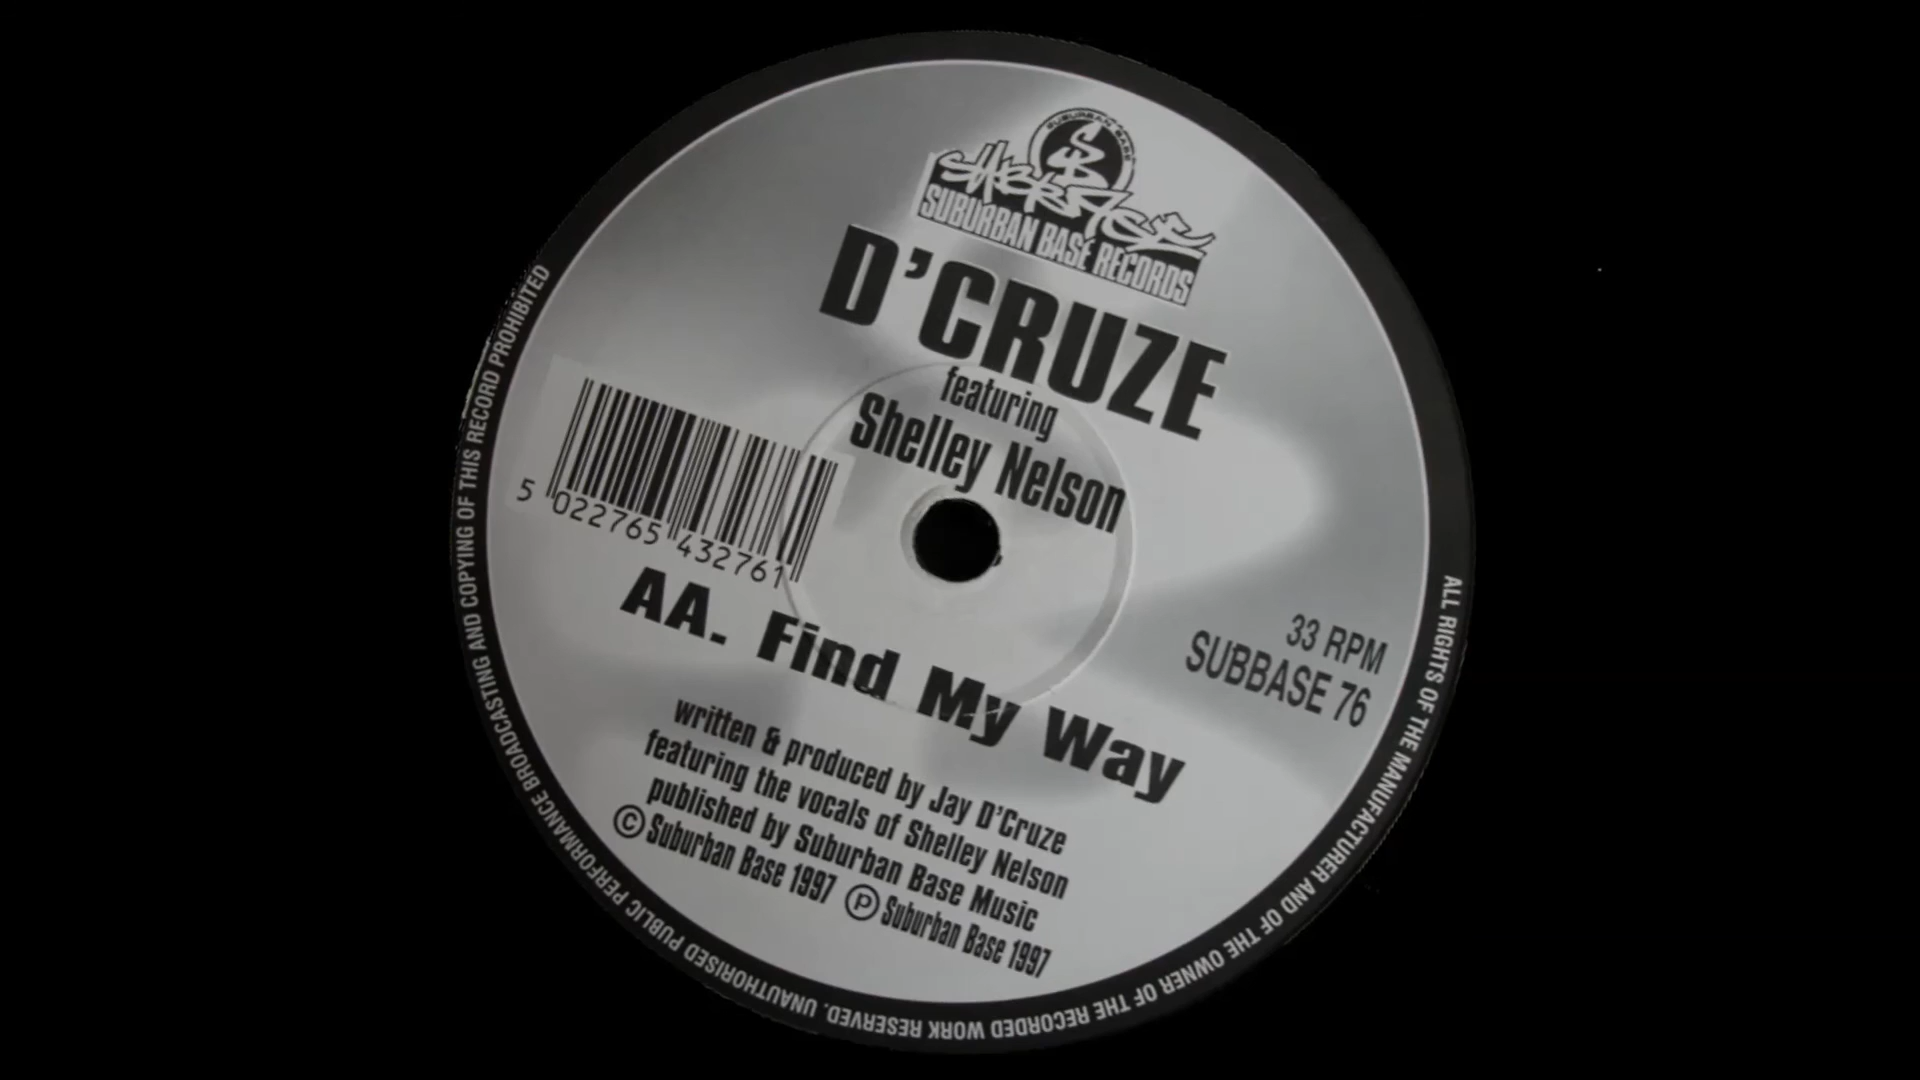 SUBURBAN BASE
SUBBASE
SUBURBAN BASE RECORDS
D'CRUZE
featuring
Shelley Nelson
5 022765 432761
33 RPM
SUBBASE 76
AA. Find My Way
written & produced by Jay D'Cruze
featuring the vocals of Shelley Nelson
published by Suburban Base Music
©Suburban Base 1997 ℗Suburban Base 1997
ALL RIGHTS OF THE MANUFACTURER AND OF THE OWNER OF THE RECORDED WORK RESERVED. UNAUTHORISED PUBLIC PERFORMANCE BROADCASTING AND COPYING OF THIS RECORD PROHIBITED